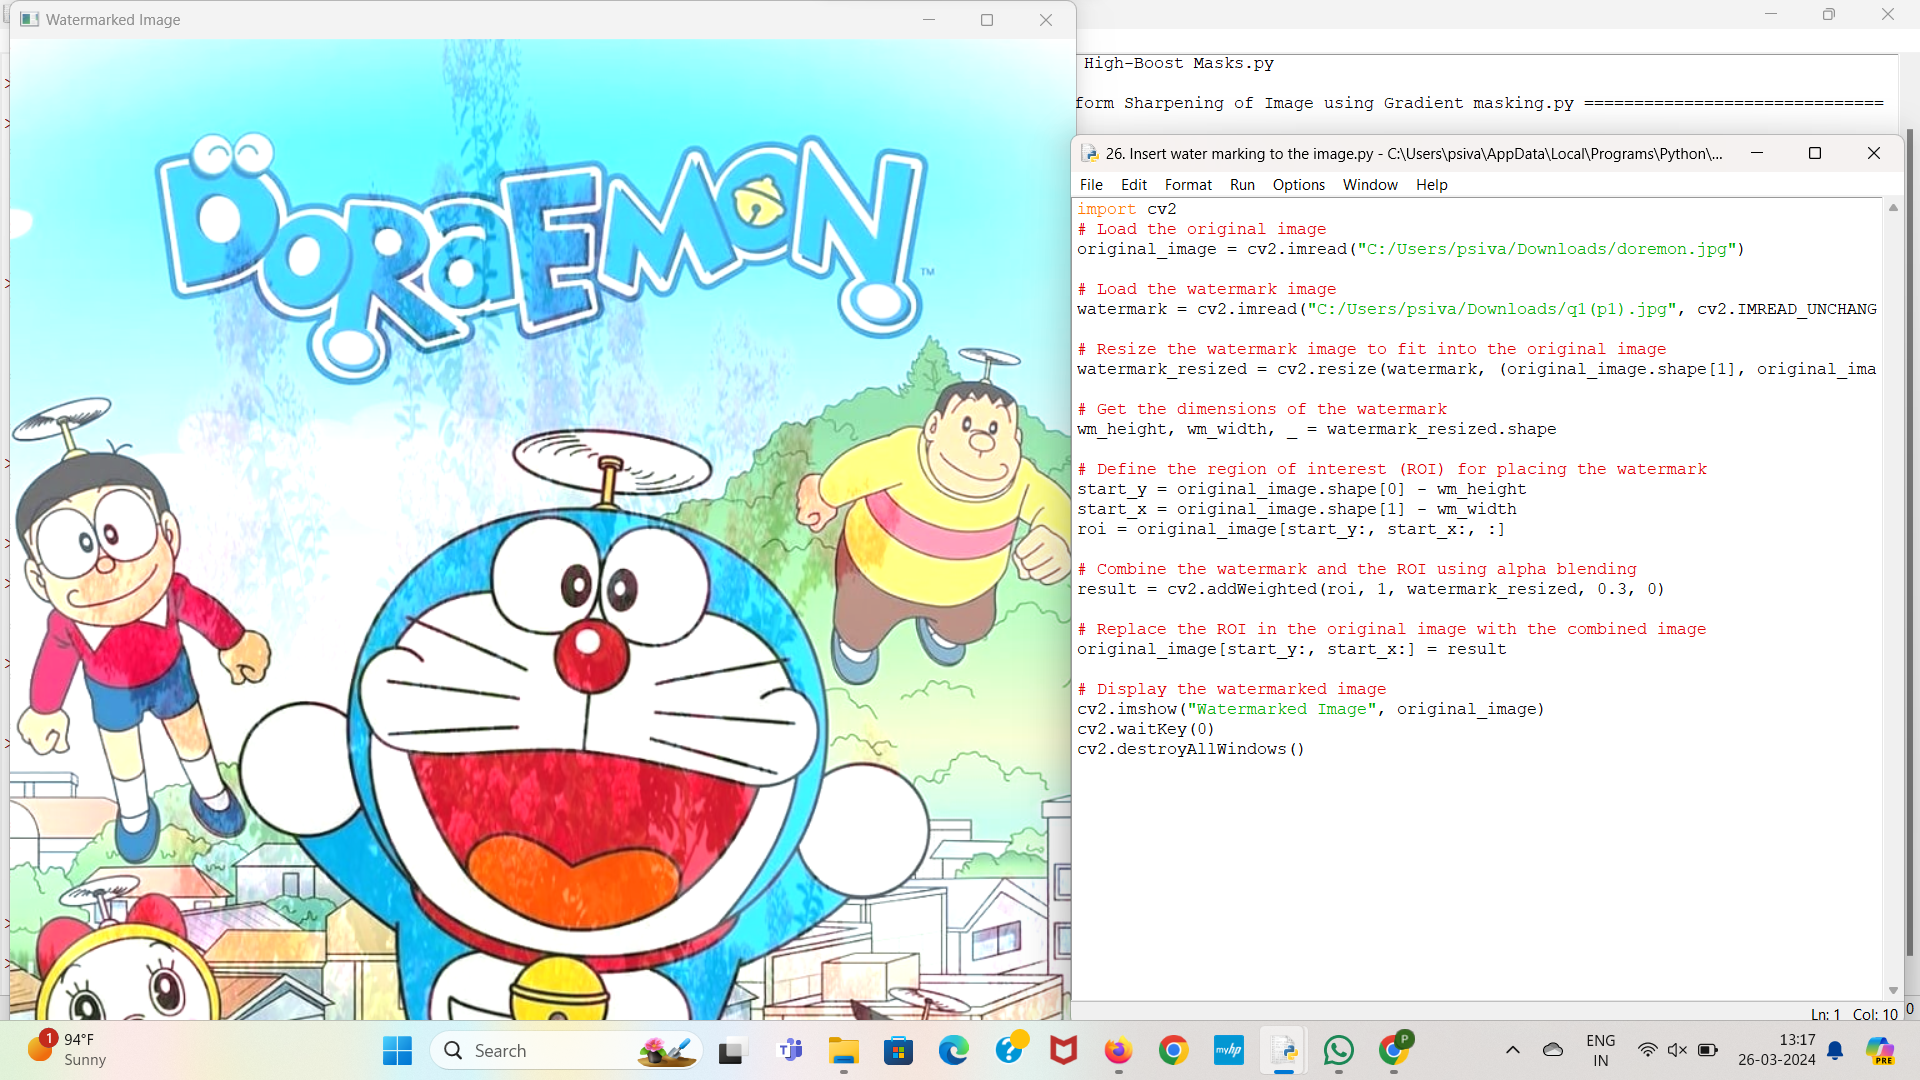 Watermarked Image
DORAEMON
TM
High-Boost Masks.py
form Sharpening of Image using Gradient masking.py ==============================
26. Insert water marking to the image.py - C:\Users\psiva\AppData\Local\Programs\Python\...
File Edit Format Run Options Window Help
import cv2
# Load the original image
original_image = cv2.imread("C:/Users/psiva/Downloads/doremon.jpg")
# Load the watermark image
watermark = cv2.imread("C:/Users/psiva/Downloads/q1(p1).jpg", cv2.IMREAD_UNCHANG
# Resize the watermark image to fit into the original image
watermark_resized = cv2.resize(watermark, (original_image.shape[1], original_ima
# Get the dimensions of the watermark
wm_height, wm_width, _ = watermark_resized.shape
# Define the region of interest (ROI) for placing the watermark
start_y = original_image.shape[0] - wm_height
start_x = original_image.shape[1] - wm_width
roi = original_image[start_y:, start_x:, :]
# Combine the watermark and the ROI using alpha blending
result = cv2.addWeighted(roi, 1, watermark_resized, 0.3, 0)
# Replace the ROI in the original image with the combined image
original_image[start_y:, start_x:] = result
# Display the watermarked image
cv2.imshow("Watermarked Image", original_image)
cv2.waitKey(0)
cv2.destroyAllWindows()
Ln: 1 Col: 10
0
1
94°F
Sunny
Search
myhp
P
ENG
IN
13:17
26-03-2024
PRE